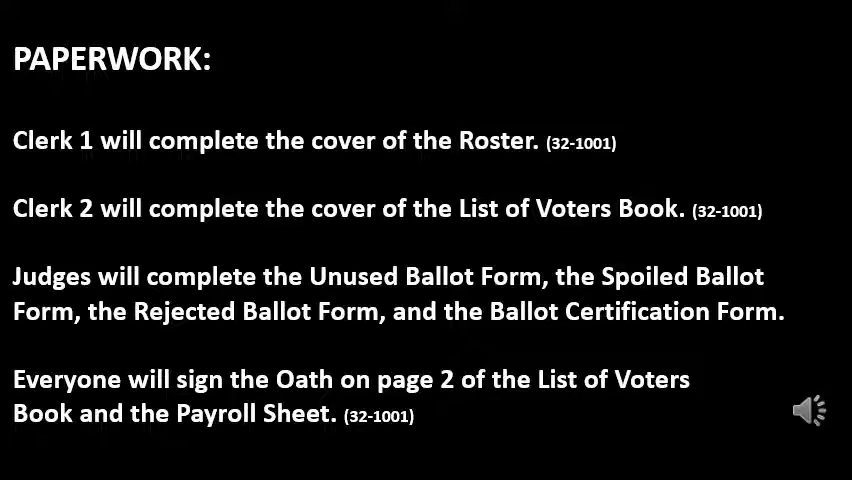 PAPERWORK:
Clerk 1 will complete the cover of the Roster. (32-1001)
Clerk 2 will complete the cover of the List of Voters Book. (32-1001)
Judges will complete the Unused Ballot Form, the Spoiled Ballot
Form, the Rejected Ballot Form, and the Ballot Certification Form.
Everyone will sign the Oath on page 2 of the List of Voters
Book and the Payroll Sheet. (32-1001)